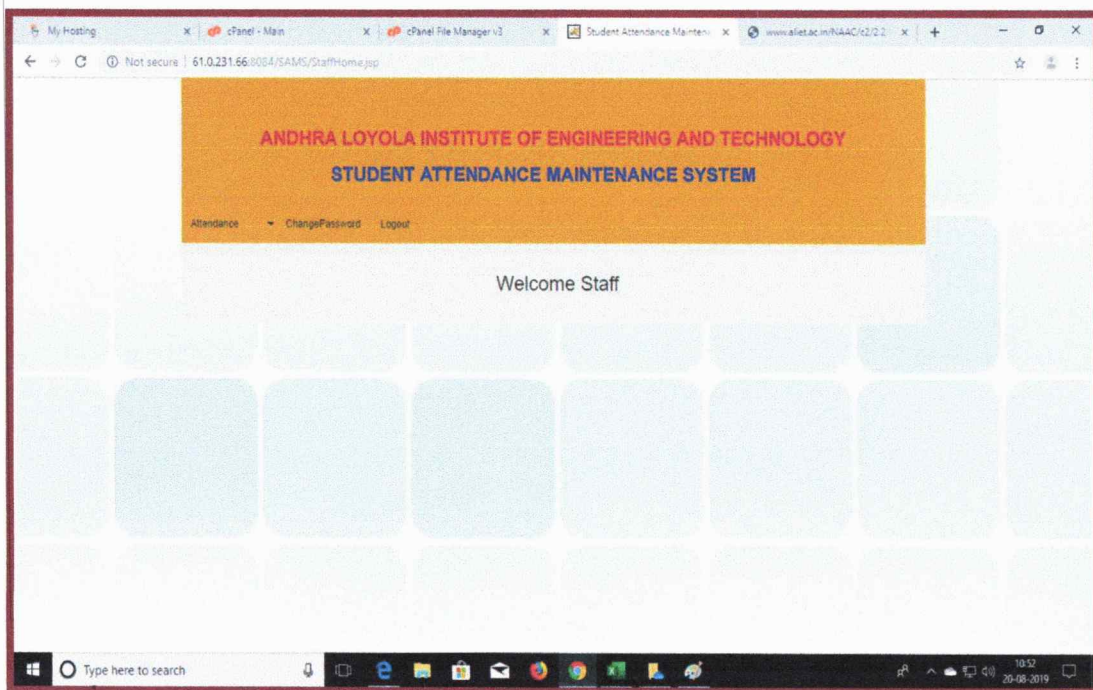 My Hosting
cPanel - Main
cPanel File Manager v3
Student Attendance Mainten
www.aliet.ac.in/NAAC/c2/2.2
Not secure | 61.0.231.66:8084/SAMS/StaffHome.jsp
ANDHRA LOYOLA INSTITUTE OF ENGINEERING AND TECHNOLOGY
STUDENT ATTENDANCE MAINTENANCE SYSTEM
Attendance ChangePassword Logout
Welcome Staff
Type here to search
10:52
20-08-2019